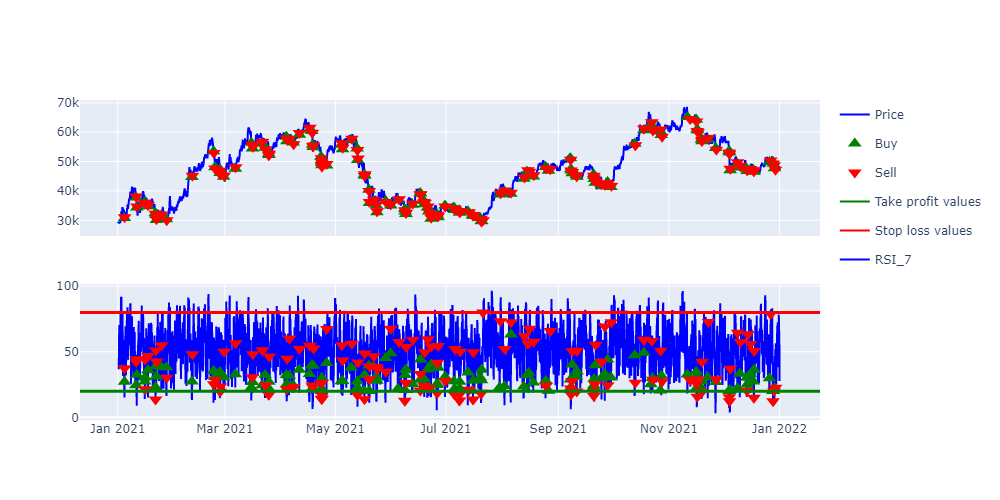 70k
60k
50k
40k
30k
100
50
0
Jan 2021
Mar 2021
May 2021
Jul 2021
Sep 2021
Nov 2021
Jan 2022
Price
Buy
Sell
Take profit values
Stop loss values
RSI_7